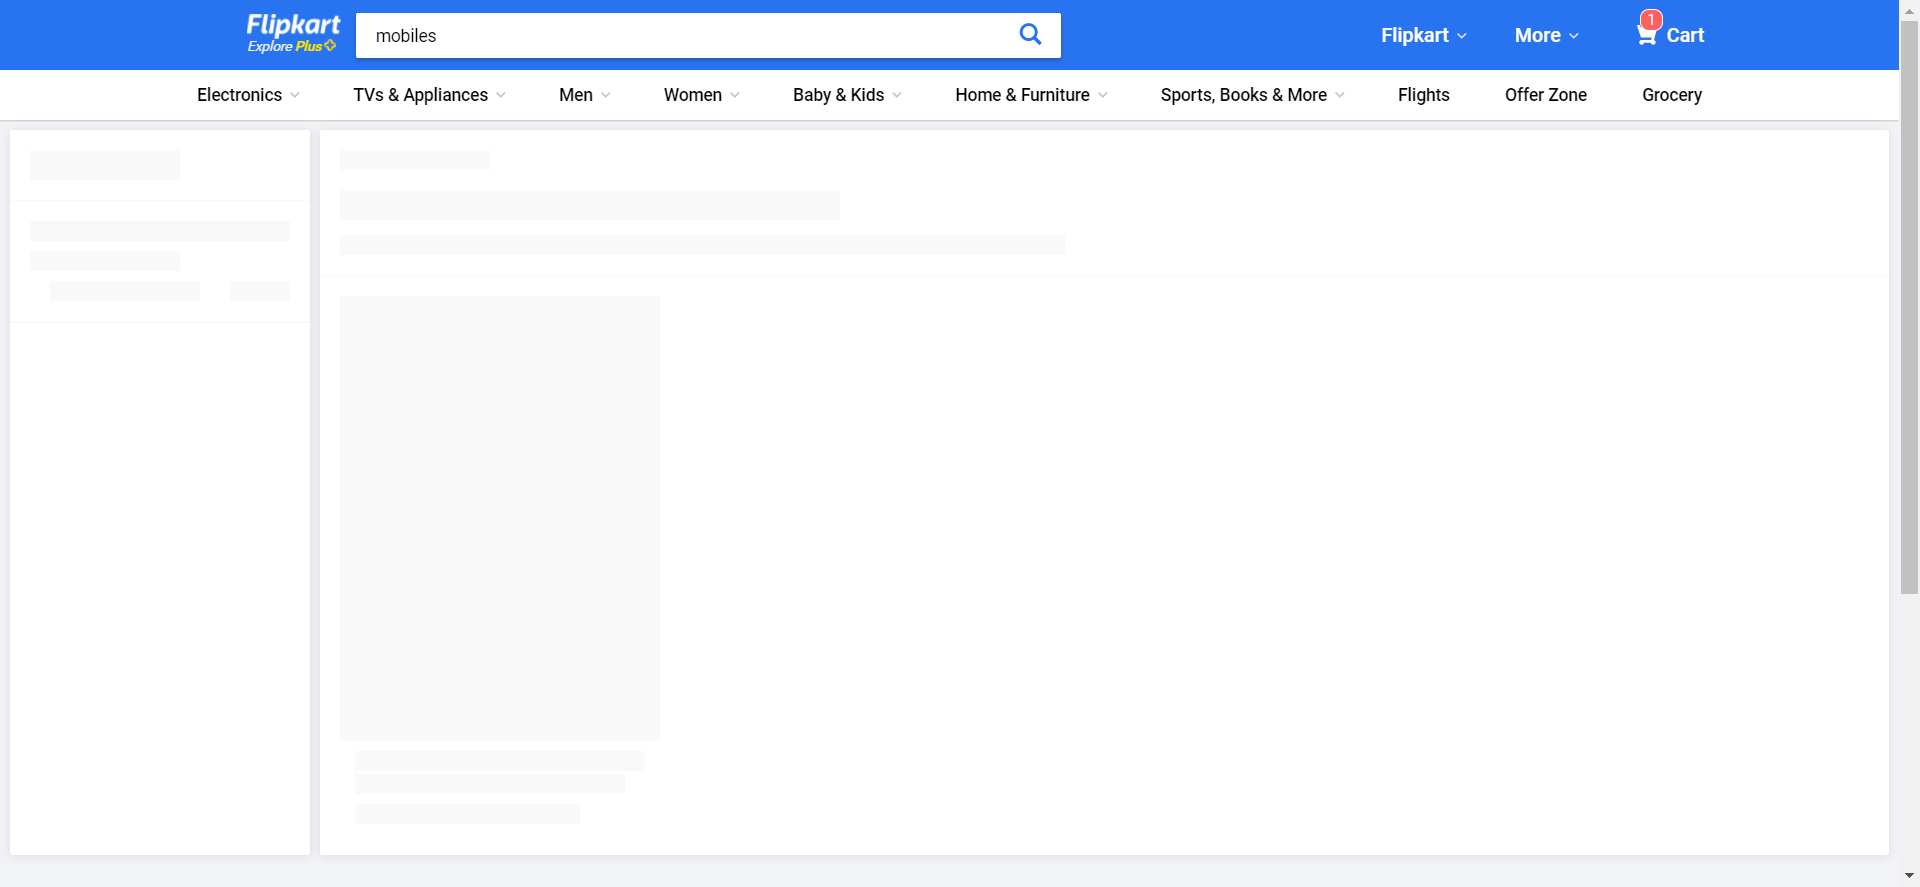 Flipkart
Explore Plus
mobiles
Flipkart
More
1
Cart
Electronics
TVs & Appliances
Men
Women
Baby & Kids
Home & Furniture
Sports, Books & More
Flights
Offer Zone
Grocery